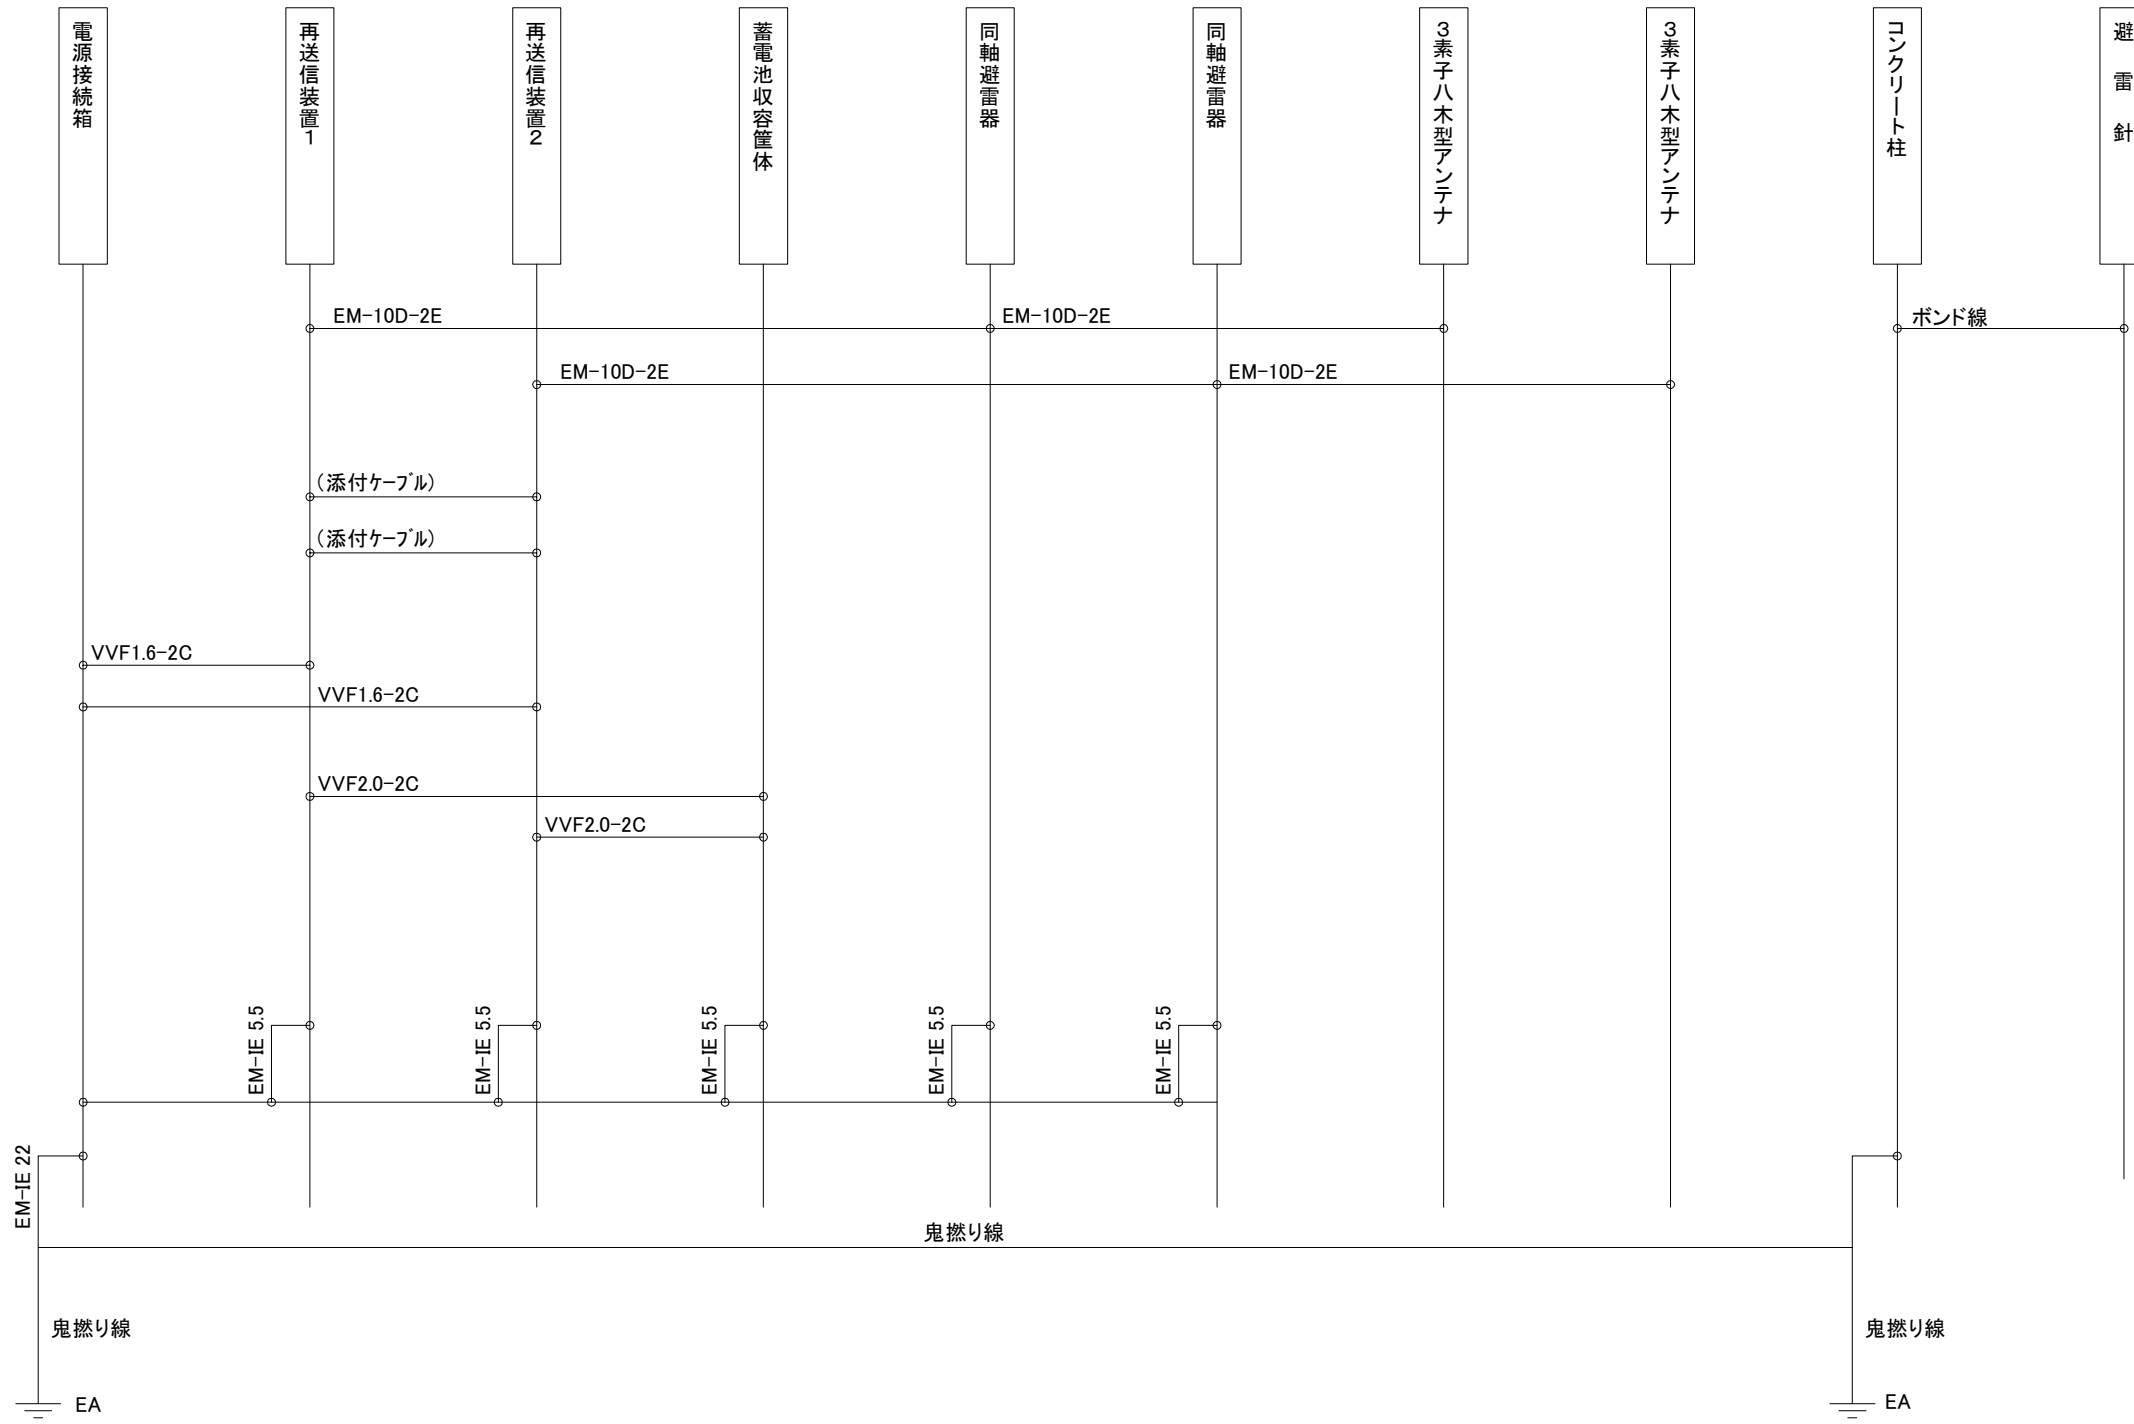 電源接続箱
再送信装置1
再送信装置2
蓄電池収容筐体
同軸避雷器
同軸避雷器
3素子八木型アンテナ
3素子八木型アンテナ
コンクリート柱
避雷針
EM-10D-2E
EM-10D-2E
ボンド線
EM-10D-2E
EM-10D-2E
(添付ｹｰﾌﾞﾙ)
(添付ｹｰﾌﾞﾙ)
VVF1.6-2C
VVF1.6-2C
VVF2.0-2C
VVF2.0-2C
EM-IE 5.5
EM-IE 5.5
EM-IE 5.5
EM-IE 5.5
EM-IE 5.5
EM-IE 22
鬼撚り線
鬼撚り線
鬼撚り線
EA
EA